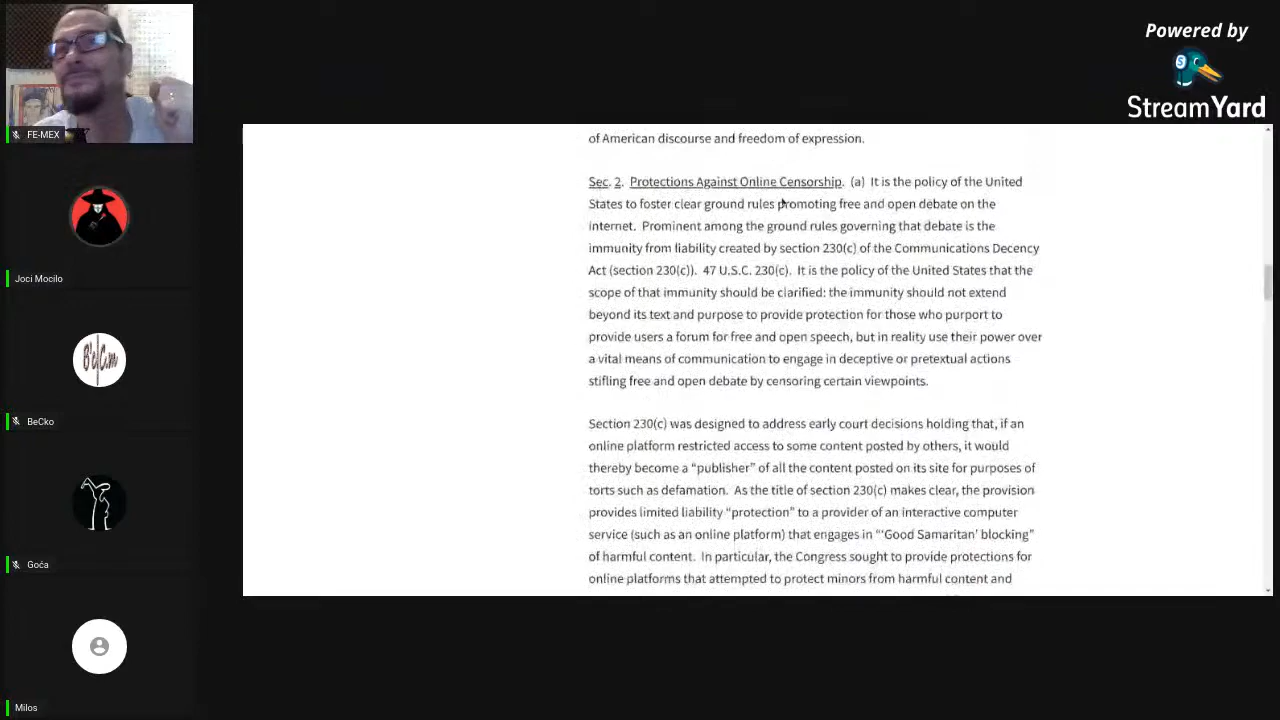 Powered by
StreamYard
FE-MEX
Joci Mocilo
BeCko
Goća
Milos
of American discourse and freedom of expression.
Sec. 2. Protections Against Online Censorship. (a) It is the policy of the United
States to foster clear ground rules promoting free and open debate on the
internet. Prominent among the ground rules governing that debate is the
immunity from liability created by section 230(c) of the Communications Decency
Act (section 230(c)). 47 U.S.C. 230(c). It is the policy of the United States that the
scope of that immunity should be clarified: the immunity should not extend
beyond its text and purpose to provide protection for those who purport to
provide users a forum for free and open speech, but in reality use their power over
a vital means of communication to engage in deceptive or pretextual actions
stifling free and open debate by censoring certain viewpoints.
Section 230(c) was designed to address early court decisions holding that, if an
online platform restricted access to some content posted by others, it would
thereby become a “publisher” of all the content posted on its site for purposes of
torts such as defamation. As the title of section 230(c) makes clear, the provision
provides limited liability “protection” to a provider of an interactive computer
service (such as an online platform) that engages in “‘Good Samaritan’ blocking”
of harmful content. In particular, the Congress sought to provide protections for
online platforms that attempted to protect minors from harmful content and